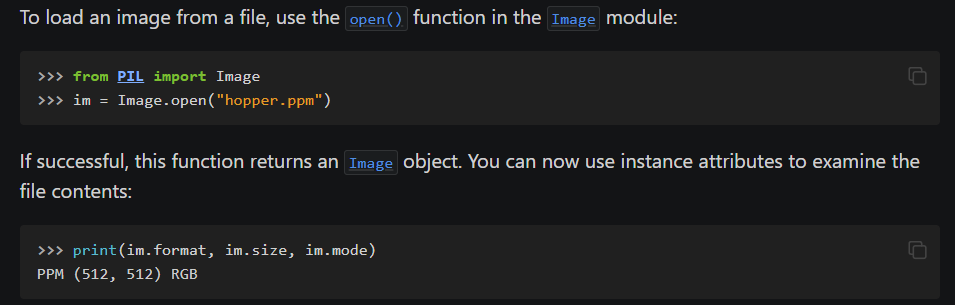 To load an image from a file, use the open() function in the Image module:
>>> from PIL import Image
>>> im = Image.open("hopper.ppm")
If successful, this function returns an Image object. You can now use instance attributes to examine the
file contents:
>>> print(im.format, im.size, im.mode)
PPM (512, 512) RGB